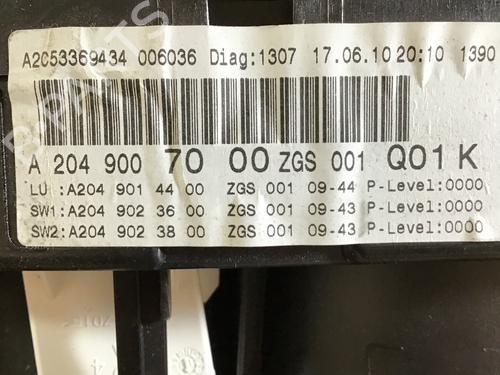 A2C53369434 006036 Diag:1307 17.06.10 20:10 1390
A 204 900 70 00 ZGS 001 Q01 K
LU :A204 901 44 00 ZGS 001 09-44 P-Level:0000
SW1:A204 902 36 00 ZGS 001 09-43 P-Level:0000
SW2:A204 902 38 00 ZGS 001 09-43 P-Level:0000
B-PARTS